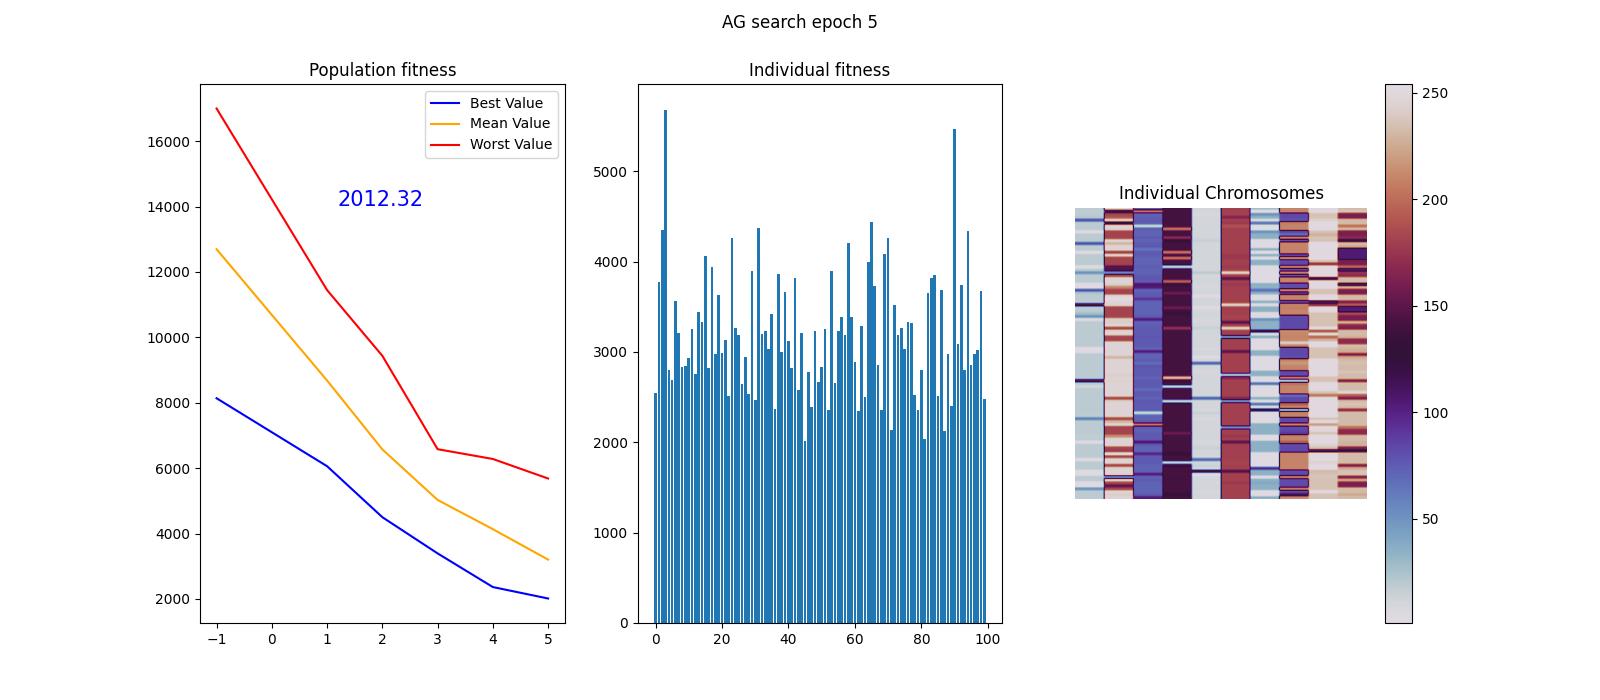 AG search epoch 5
Population fitness
Best Value
Mean Value
Worst Value
2012.32
16000
14000
12000
10000
8000
6000
4000
2000
−1 0 1 2 3 4 5
Individual fitness
5000
4000
3000
2000
1000
0
0 20 40 60 80 100
Individual Chromosomes
250
200
150
100
50